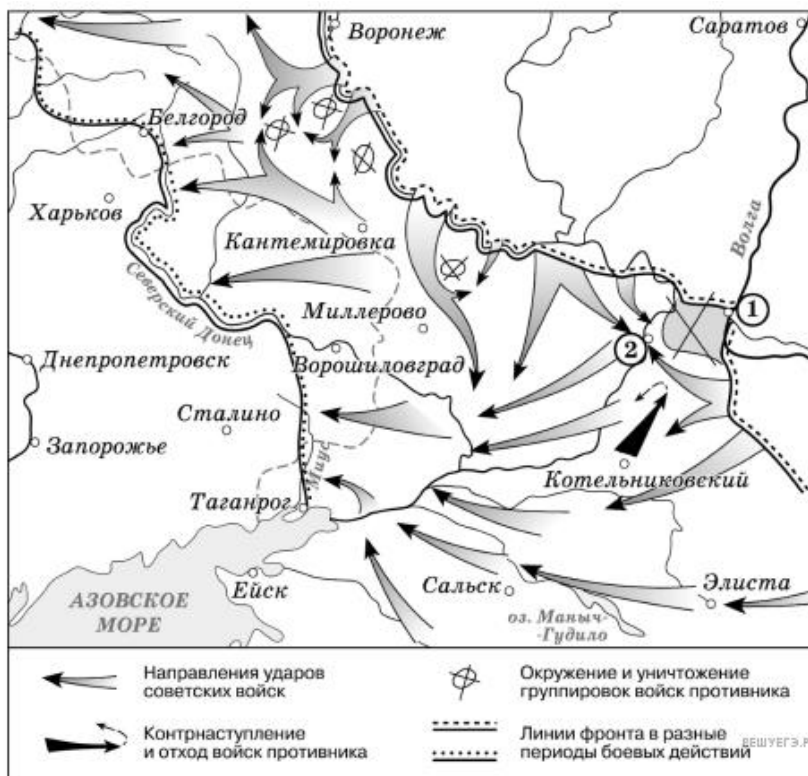 Воронеж
Саратов
Белгород
Харьков
Волга
Кантемировка
Северский Донец
Миллерово
1
2
Днепропетровск
Ворошиловград
Сталино
Запорожье
Миус
Котельниковский
Таганрог
АЗОВСКОЕ
МОРЕ
Ейск
Сальск
Элиста
оз. Маныч-
-Гудило
Направления ударов
советских войск
Окружение и уничтожение
группировок войск противника
Контрнаступление
и отход войск противника
Линии фронта в разные
периоды боевых действий